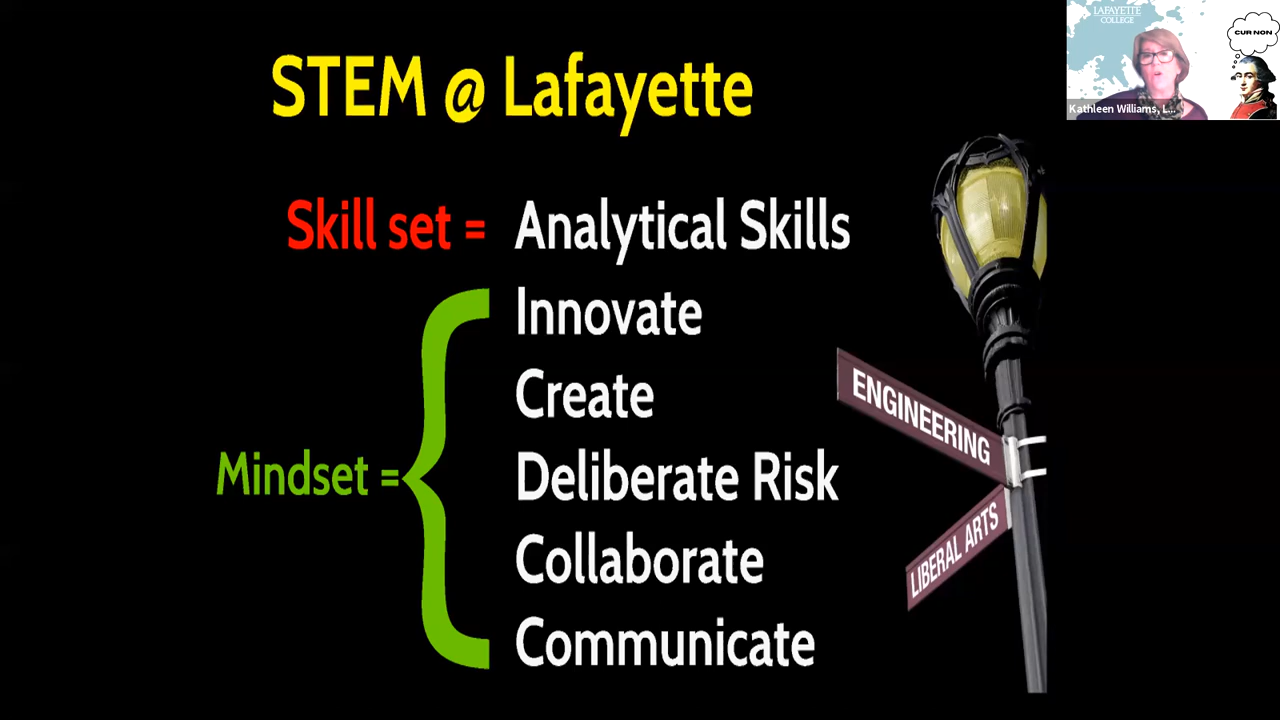 STEM @ Lafayette
Skill set = Analytical Skills
Innovate
Create
Mindset = Deliberate Risk
Collaborate
Communicate
ENGINEERING
LIBERAL ARTS
LAFAYETTE
COLLEGE
CUR NON
Kathleen Williams, L...